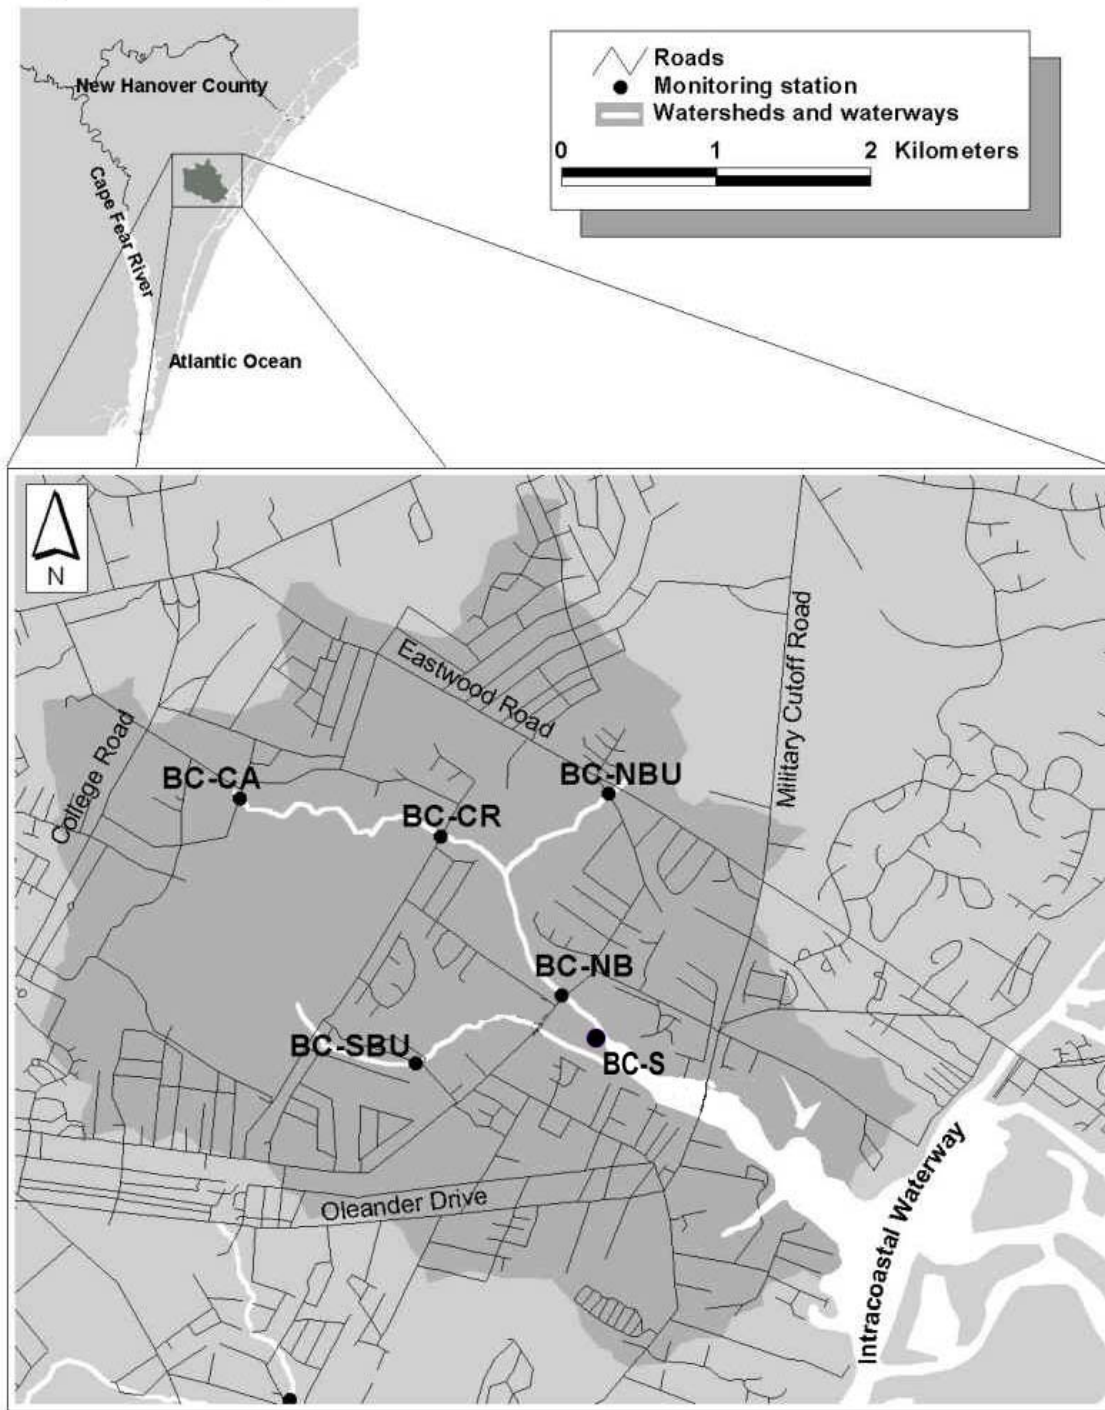 New Hanover County
Cape Fear River
Atlantic Ocean
Roads
Monitoring station
Watersheds and waterways
0 1 2 Kilometers
N
Eastwood Road
Military Cutoff Road
College Road
BC-CA
BC-NBU
BC-CR
BC-NB
BC-SBU
BC-S
Oleander Drive
Intracoastal Waterway